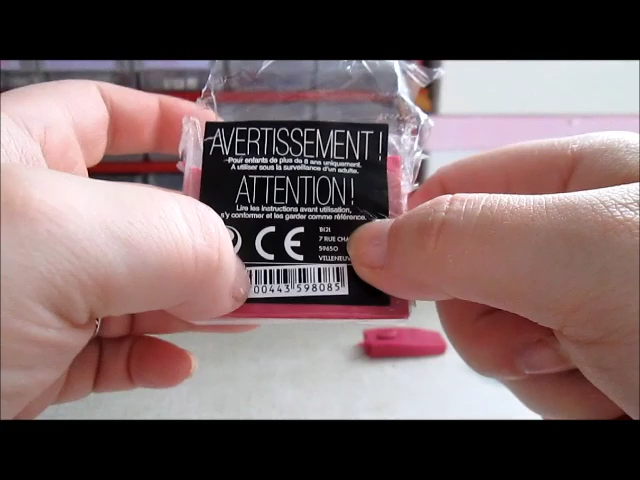 AVERTISSEMENT !
Pour enfants de plus de 8 ans uniquement.
A utiliser sous la surveillance d'un adulte.
ATTENTION !
Lire les instructions avant utilisation,
s'y conformer et les garder comme référence.
CE
7 RUE
59650
00443 598085